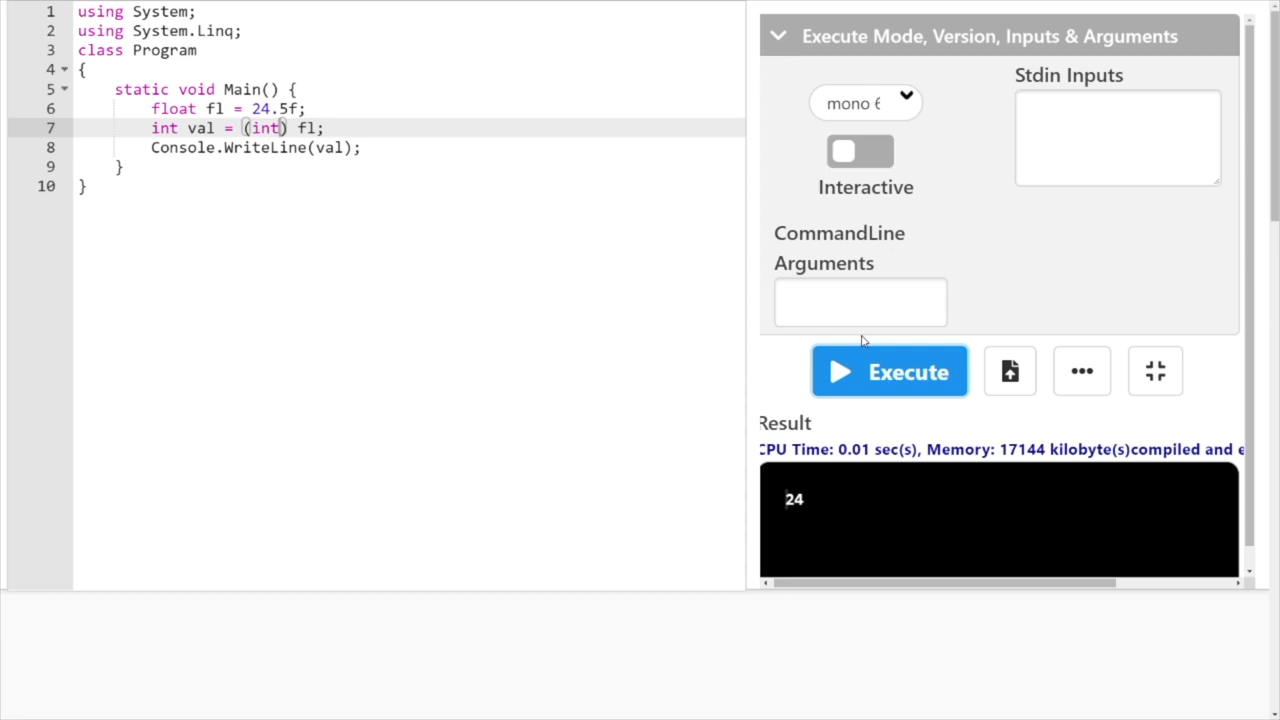 1 using System;
2 using System.Linq;
3 class Program
4 {
5 static void Main() {
6 float fl = 24.5f;
7 int val = (int) fl;
8 Console.WriteLine(val);
9 }
10 }
Execute Mode, Version, Inputs & Arguments
Stdin Inputs
mono 6
Interactive
CommandLine
Arguments
Execute
Result
CPU Time: 0.01 sec(s), Memory: 17144 kilobyte(s)compiled and e
24